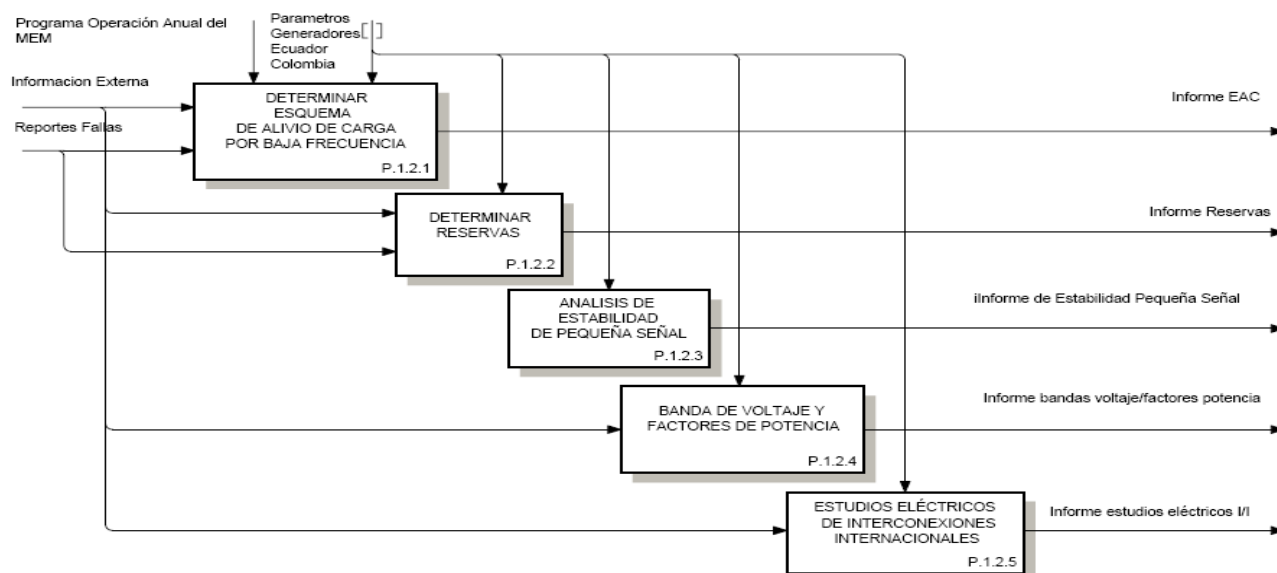 Programa Operación Anual del
MEM
Parametros
Generadores[ ]
Ecuador
Colombia
Informacion Externa
Reportes Fallas
DETERMINAR
ESQUEMA
DE ALIVIO DE CARGA
POR BAJA FRECUENCIA
P.1.2.1
Informe EAC
DETERMINAR
RESERVAS
P.1.2.2
Informe Reservas
ANALISIS DE
ESTABILIDAD
DE PEQUEÑA SEÑAL
P.1.2.3
iInforme de Estabilidad Pequeña Señal
BANDA DE VOLTAJE Y
FACTORES DE POTENCIA
P.1.2.4
Informe bandas voltaje/factores potencia
ESTUDIOS ELÉCTRICOS
DE INTERCONEXIONES
INTERNACIONALES
P.1.2.5
Informe estudios eléctricos I/I